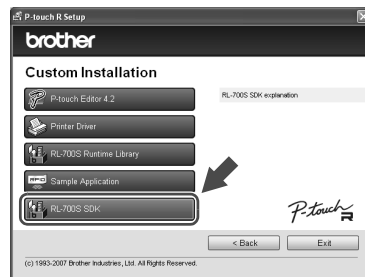 P-touch R Setup
brother
Custom Installation
P-touch Editor 4.2
RL-700S SDK explanation
Printer Driver
RL-700S Runtime Library
Sample Application
RL-700S SDK
P-touch R
< Back
Exit
(c) 1993-2007 Brother Industries, Ltd. All Rights Reserved.